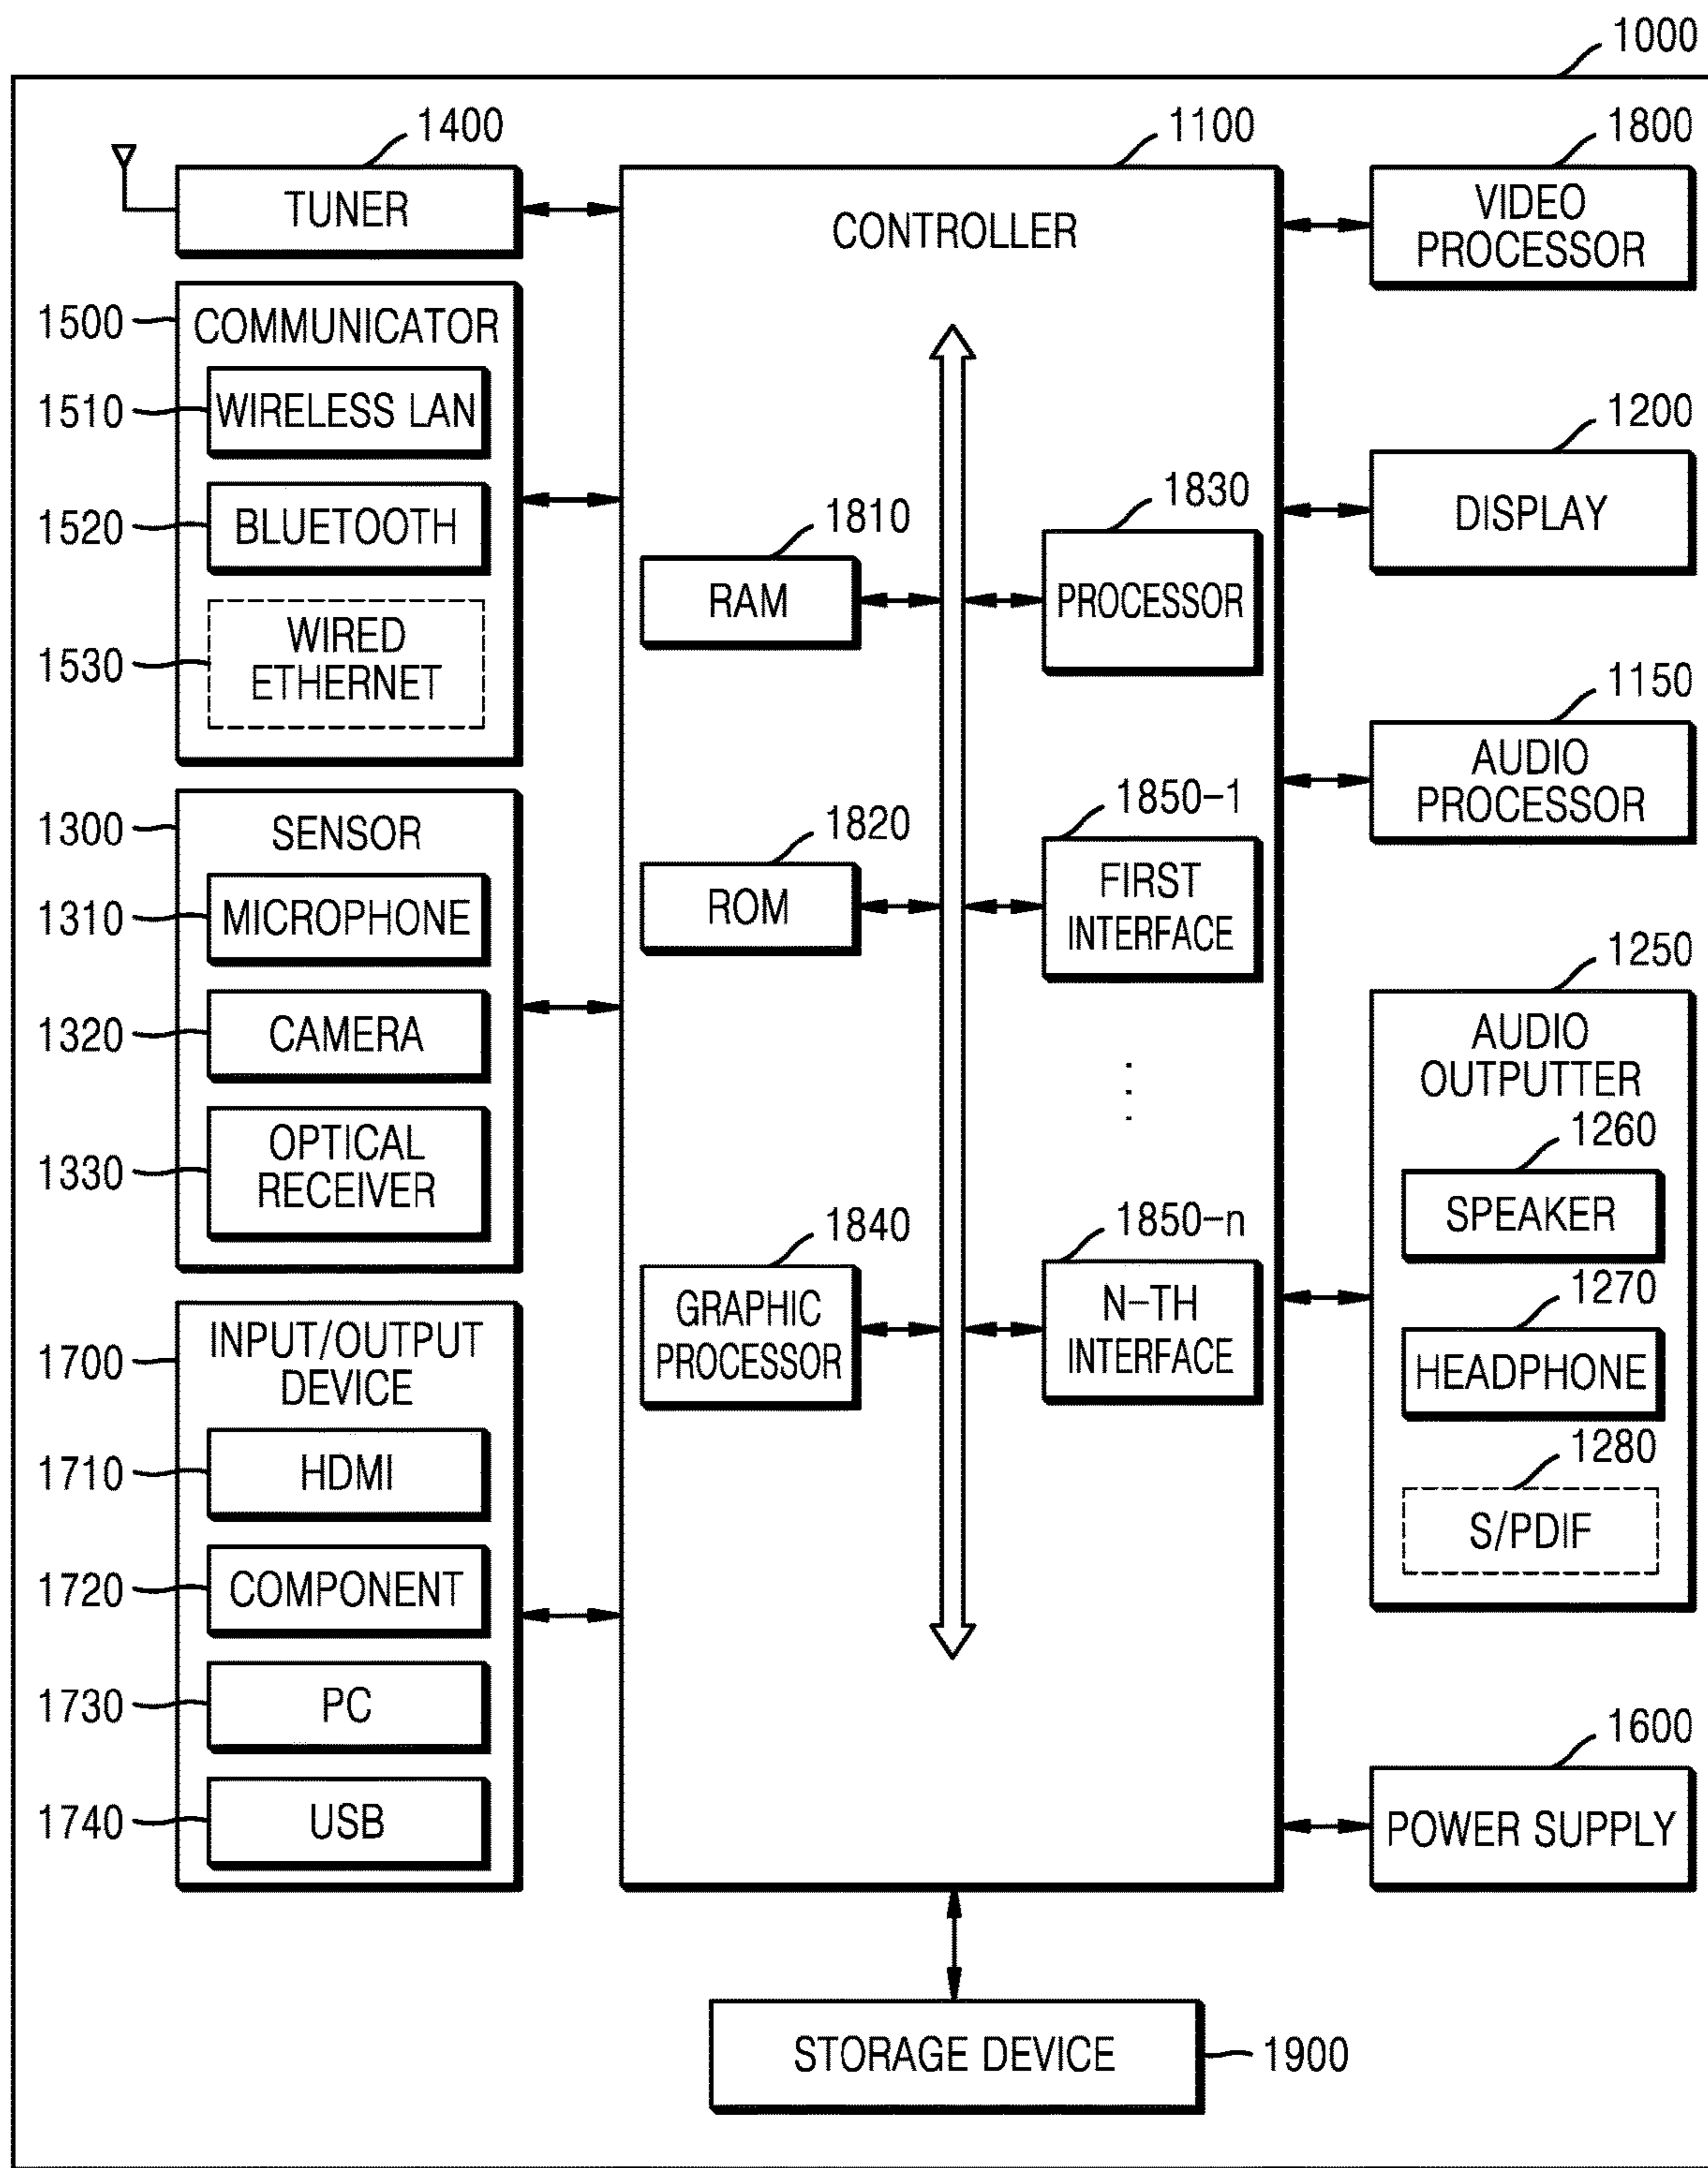 1000
1400
TUNER
1500
COMMUNICATOR
1510
WIRELESS LAN
1520
BLUETOOTH
1530
WIRED
ETHERNET
1300
SENSOR
1310
MICROPHONE
1320
CAMERA
1330
OPTICAL
RECEIVER
1700
INPUT/OUTPUT
DEVICE
1710
HDMI
1720
COMPONENT
1730
PC
1740
USB
1100
CONTROLLER
1810
RAM
1830
PROCESSOR
1820
ROM
1850-1
FIRST
INTERFACE
1840
GRAPHIC
PROCESSOR
1850-n
N-TH
INTERFACE
1800
VIDEO
PROCESSOR
1200
DISPLAY
1150
AUDIO
PROCESSOR
1250
AUDIO
OUTPUTTER
1260
SPEAKER
1270
HEADPHONE
1280
S/PDIF
1600
POWER SUPPLY
STORAGE DEVICE
1900